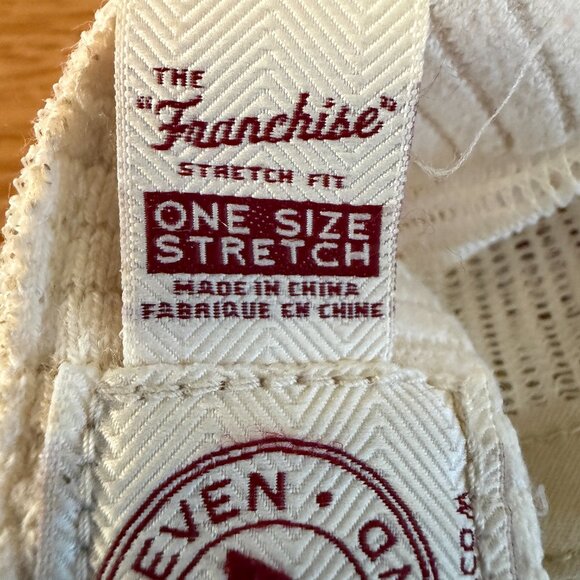 THE
"Franchise"
STRETCH FIT
ONE SIZE
STRETCH
MADE IN CHINA
FABRIQUE EN CHINE
EVEN •